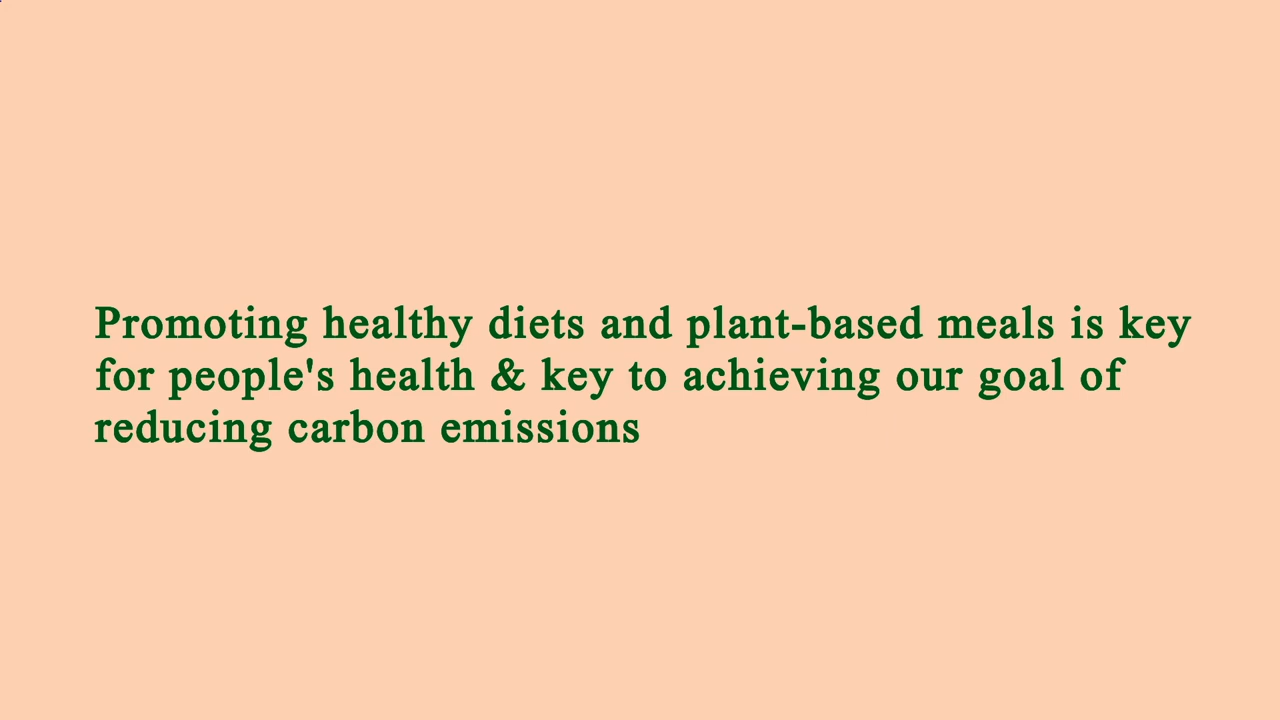 Promoting healthy diets and plant-based meals is key
for people's health & key to achieving our goal of
reducing carbon emissions